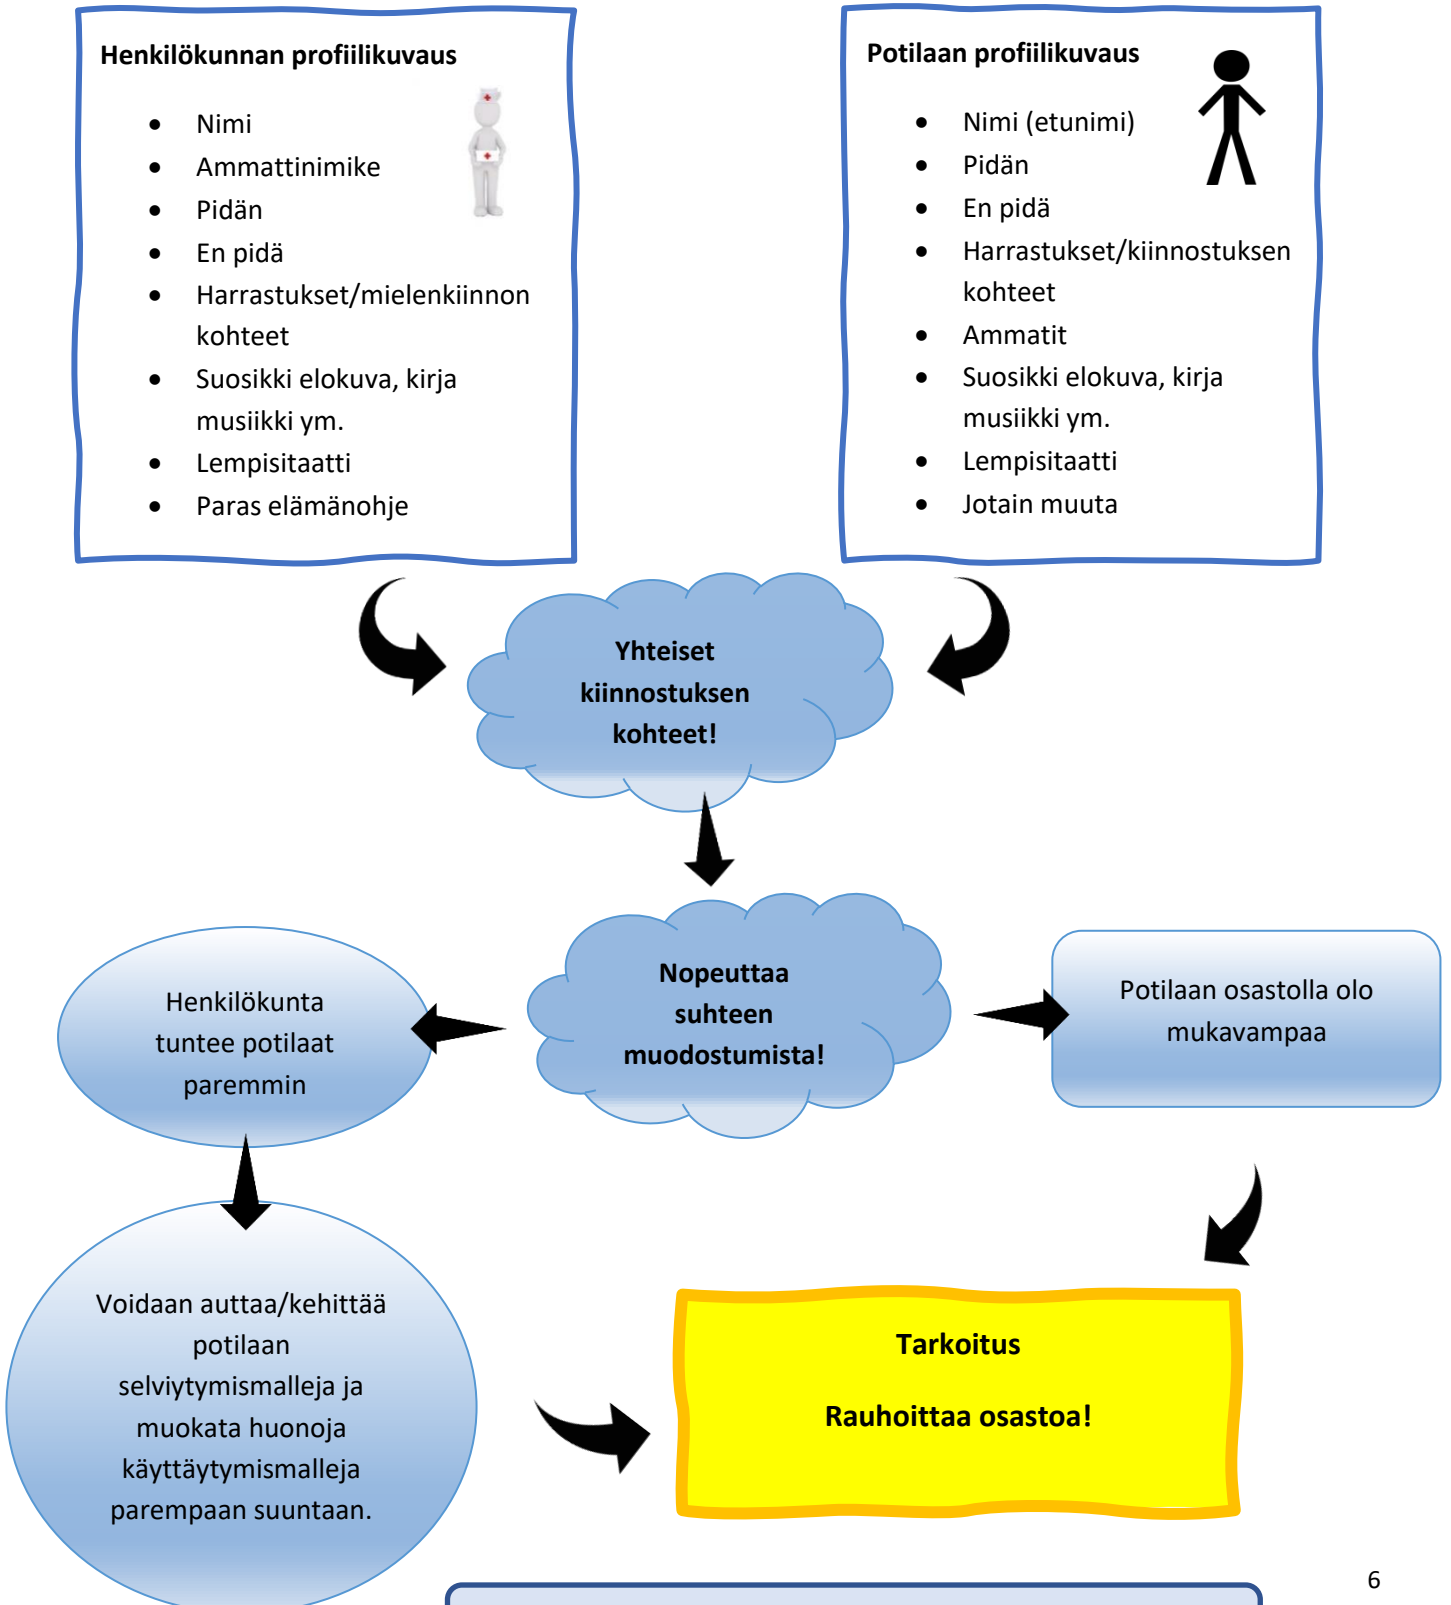 Henkilökunnan profiilikuvaus
• Nimi
• Ammattinimike
• Pidän
• En pidä
• Harrastukset/mielenkiinnon
kohteet
• Suosikki elokuva, kirja
musiikki ym.
• Lempisitaatti
• Paras elämänohje
Potilaan profiilikuvaus
• Nimi (etunimi)
• Pidän
• En pidä
• Harrastukset/kiinnostuksen
kohteet
• Ammatit
• Suosikki elokuva, kirja
musiikki ym.
• Lempisitaatti
• Jotain muuta
Yhteiset
kiinnostuksen
kohteet!
Nopeuttaa
suhteen
muodostumista!
Henkilökunta
tuntee potilaat
paremmin
Potilaan osastolla olo
mukavampaa
Voidaan auttaa/kehittää
potilaan
selviytymismalleja ja
muokata huonoja
käyttäytymismalleja
parempaan suuntaan.
Tarkoitus
Rauhoittaa osastoa!
6